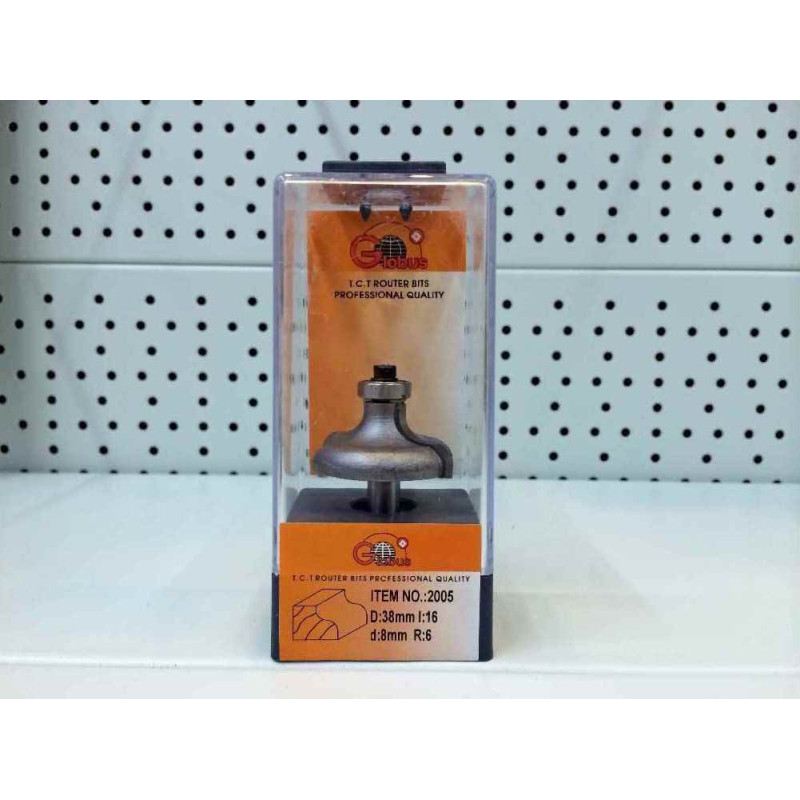 Globus
T.C.T ROUTER BITS
PROFESSIONAL QUALITY
Globus
T.C.T ROUTER BITS PROFESSIONAL QUALITY
ITEM NO.:2005
D:38mm l:16
d:8mm R:6